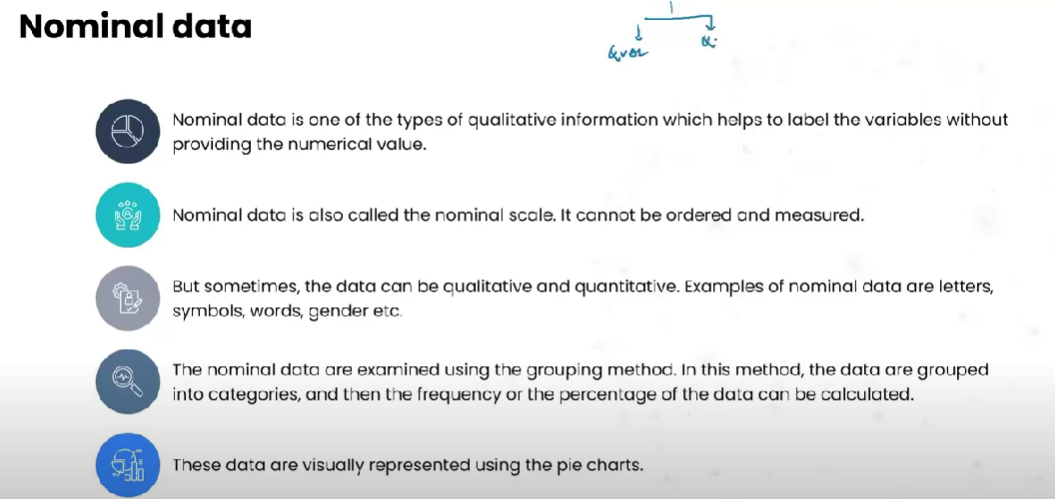 Nominal data
Nominal data is one of the types of qualitative information which helps to label the variables without
providing the numerical value.
Nominal data is also called the nominal scale. It cannot be ordered and measured.
But sometimes, the data can be qualitative and quantitative. Examples of nominal data are letters,
symbols, words, gender etc.
The nominal data are examined using the grouping method. In this method, the data are grouped
into categories, and then the frequency or the percentage of the data can be calculated.
These data are visually represented using the pie charts.